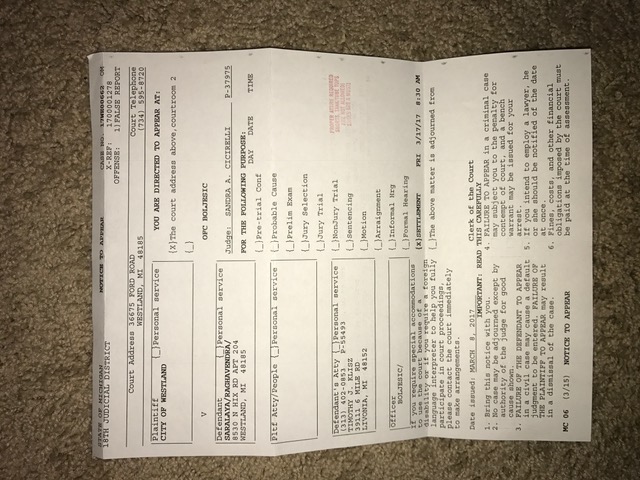 STATE OF MICHIGAN
18TH JUDICIAL DISTRICT
NOTICE TO APPEAR
CASE NO. 17WE00662 OM
X-REF: 1700001278
OFFENSE: 1)FALSE REPORT
Court Address 36675 FORD ROAD
WESTLAND, MI 48185
Court Telephone
(734) 595-8720
Plaintiff {_}Personal service
CITY OF WESTLAND
V
Defendant {_}Personal service
SARALAYA/RAGHAVENDRA/
8530 N HIX RD APT 204
WESTLAND, MI 48185
Pltf Atty/People {_}Personal service
Defendant's Atty {_}Personal service
(313) 402-0853 P-55493
TIMOTHY J. KLISZ
39111 6 MILE RD
LIVONIA, MI 48152
Officer
BOLJESIC/
If you require special accommodations
to use the court because of a
disability or if you require a foreign
language interpreter to help you fully
participate in court proceedings,
please contact the court immediately
to make arrangements.
YOU ARE DIRECTED TO APPEAR AT:
{X}The court address above,courtroom 2
{_}
OFC BOLJESIC
Judge: SANDRA A. CICIRELLI P-37975
FOR THE FOLLOWING PURPOSE:
DAY DATE TIME
{_}Pre-trial Conf
{_}Probable Cause
{_}Prelim Exam
{_}Jury Selection
{_}Jury Trial
{_}NonJury Trial
{_}Sentencing
{_}Motion
{_}Arraignment
{_}Informal Hrg
{_}Formal Hearing
{X}SETTLEMENT FRI 3/17/17 8:30 AM
{_}The above matter is adjourned from
PROPER ATTIRE REQUIRED
Date issued: MARCH 8, 2017
Clerk of the Court
IMPORTANT: READ THIS CAREFULLY
1. Bring this notice with you.
2. No case may be adjourned except by
authority of the judge for good
cause shown.
3. FAILURE OF THE DEFENDANT TO APPEAR
in a civil case may cause a default
judgment to be entered. FAILURE OF
THE PLAINTIFF TO APPEAR may result
in a dismissal of the case.
4. FAILURE TO APPEAR in a criminal case
may subject you to the penalty for
contempt of court, and a bench
warrant may be issued for your
arrest.
5. If you intend to employ a lawyer, he
or she should be notified of the date
at once.
6. Fines, costs, and other financial
obligations imposed by the court must
be paid at the time of assessment.
MC 06 (3/15) NOTICE TO APPEAR